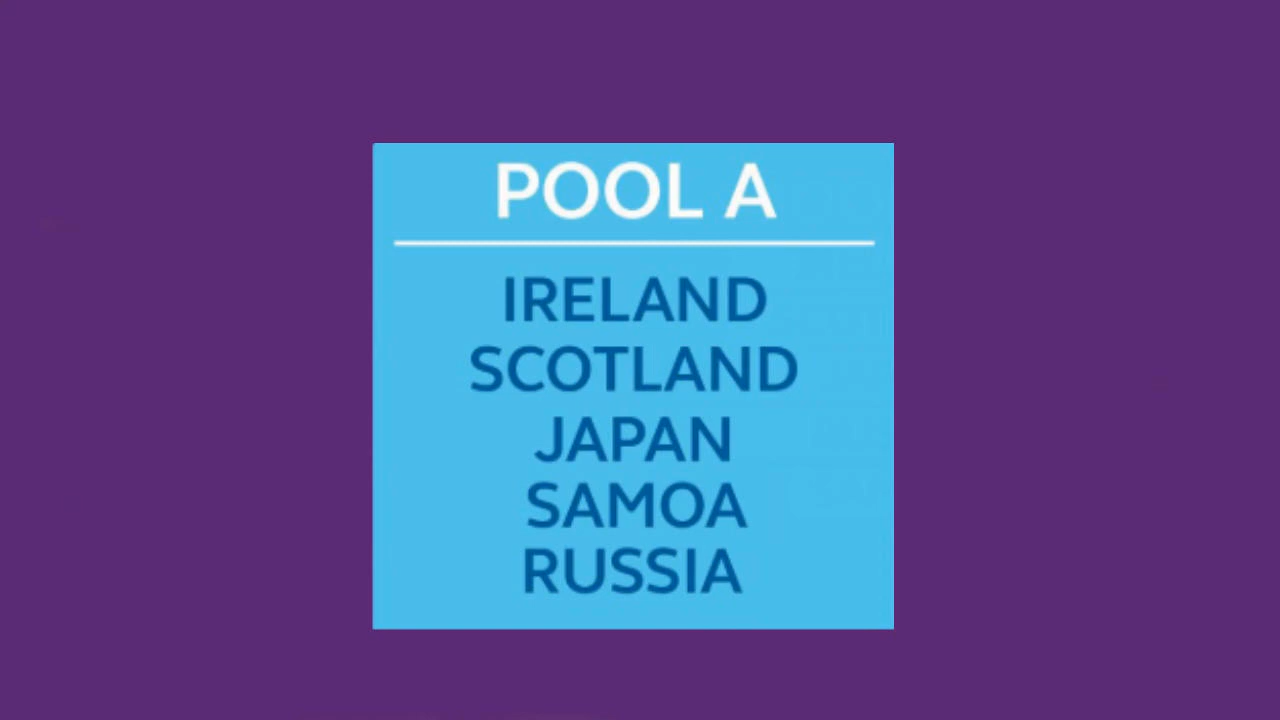 POOL A
IRELAND
SCOTLAND
JAPAN
SAMOA
RUSSIA